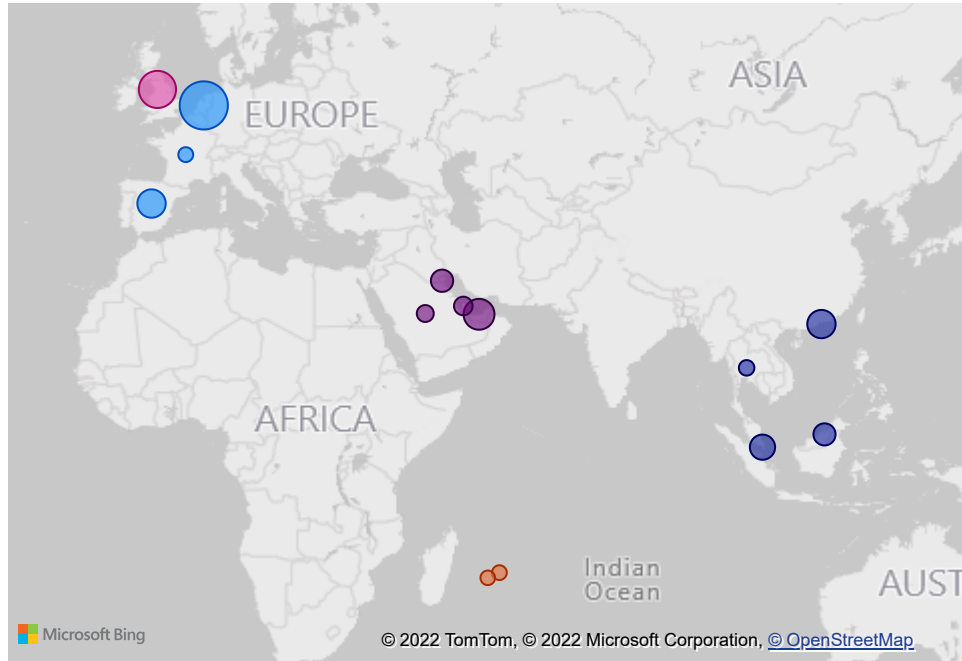 ASIA
EUROPE
AFRICA
Indian
Ocean
AUST
Microsoft Bing
© 2022 TomTom, © 2022 Microsoft Corporation, © OpenStreetMap